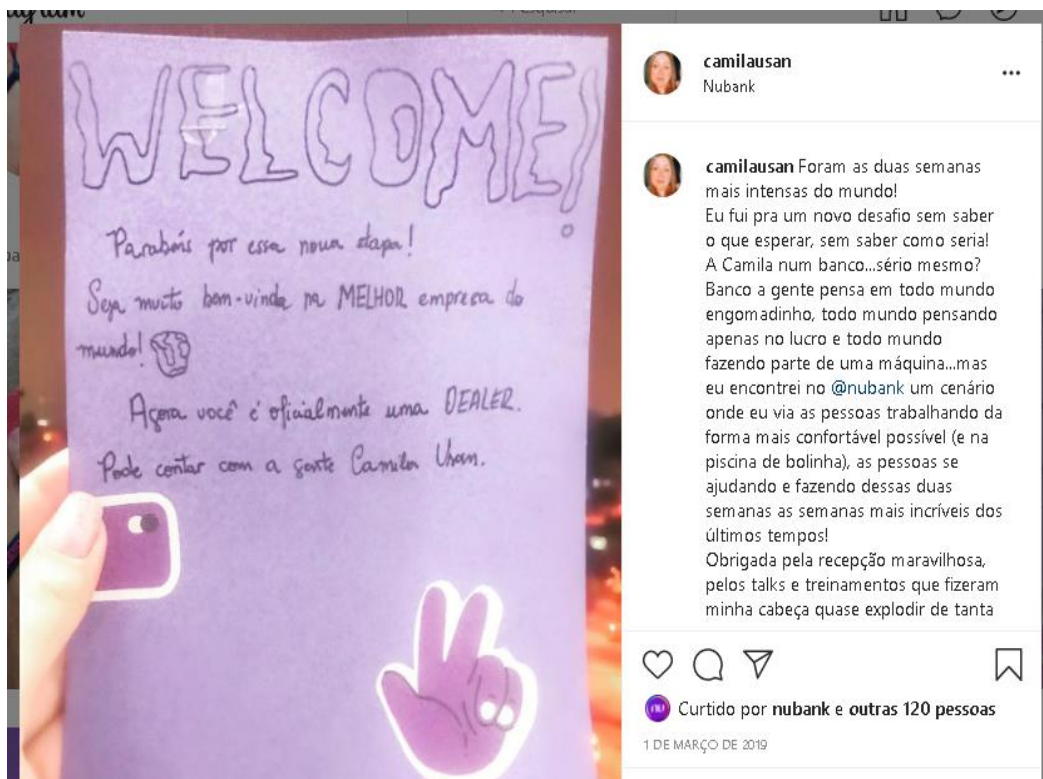 WELCOME!
Parabéns por essa nova etapa!
Seja muito bem-vinda na MELHOR empresa do
mundo!
Agora você é oficialmente uma DEALER.
Pode contar com a gente Camila
camilausan
Nubank
camilausan Foram as duas semanas
mais intensas do mundo!
Eu fui pra um novo desafio sem saber
o que esperar, sem saber como seria!
A Camila num banco...sério mesmo?
Banco a gente pensa em todo mundo
engomadinho, todo mundo pensando
apenas no lucro e todo mundo
fazendo parte de uma máquina...mas
eu encontrei no @nubank um cenário
onde eu via as pessoas trabalhando da
forma mais confortável possível (e na
piscina de bolinha), as pessoas se
ajudando e fazendo dessas duas
semanas as semanas mais incríveis dos
últimos tempos!
Obrigada pela recepção maravilhosa,
pelos talks e treinamentos que fizeram
minha cabeça quase explodir de tanta
nu Curtido por nubank e outras 120 pessoas
1 DE MARÇO DE 2019